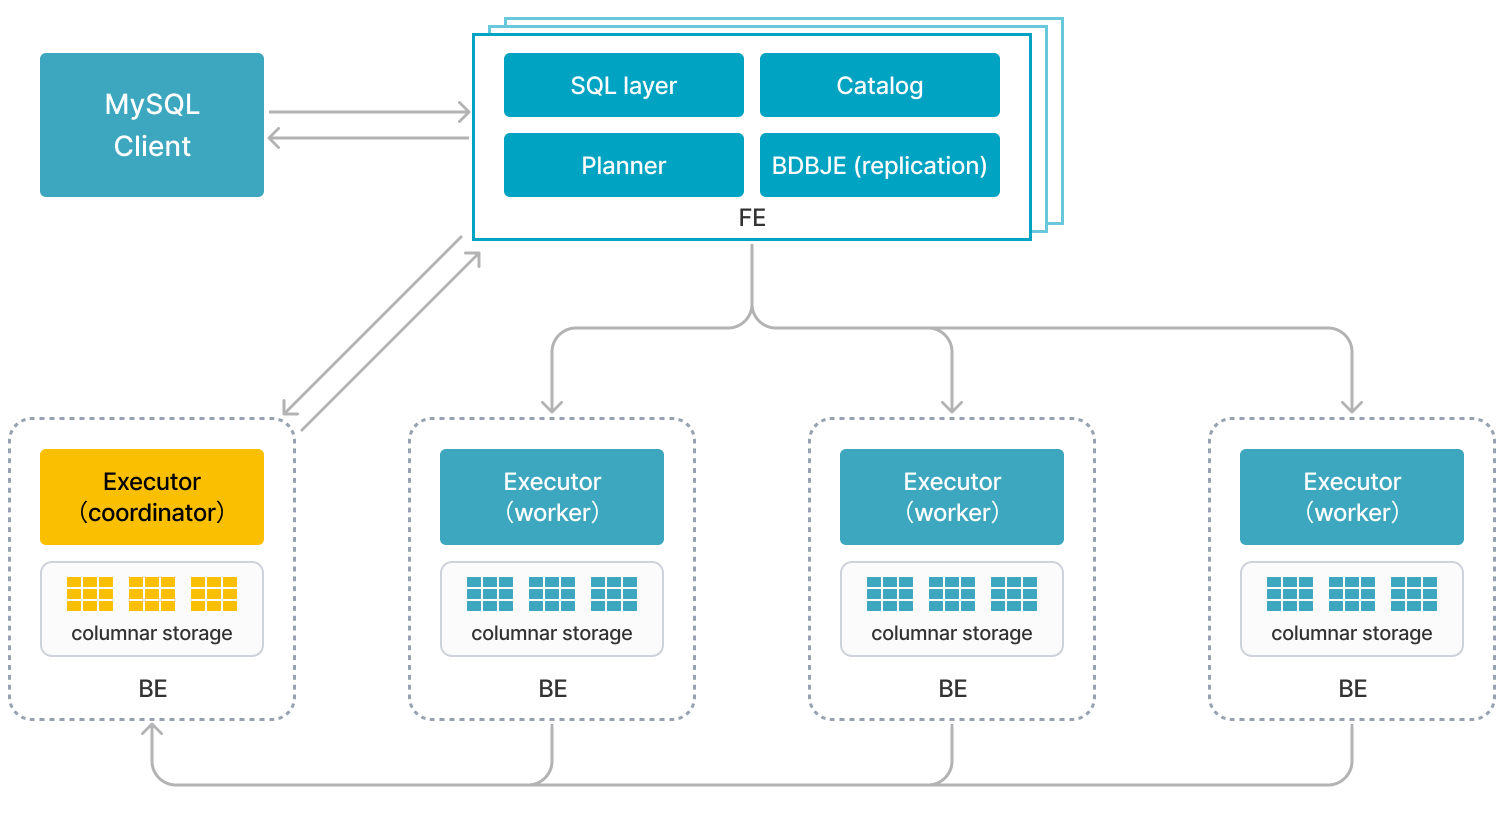 MySQL
Client
SQL layer
Catalog
Planner
BDBJE (replication)
FE
Executor
（coordinator）
columnar storage
BE
Executor
（worker）
columnar storage
BE
Executor
（worker）
columnar storage
BE
Executor
（worker）
columnar storage
BE